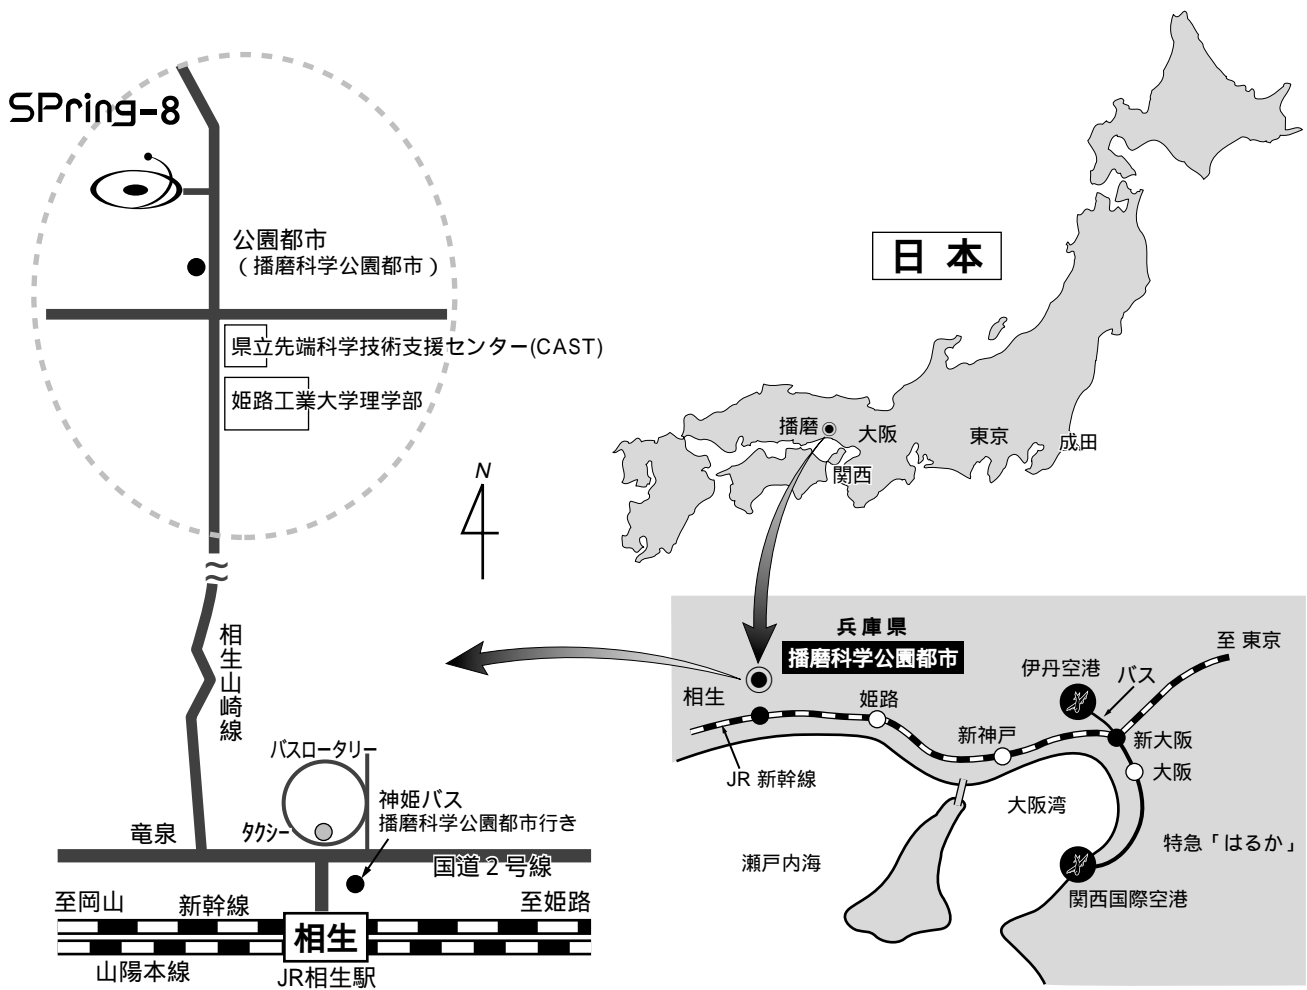 SPring-8
公園都市
（播磨科学公園都市）
県立先端科学技術支援センター(CAST)
姫路工業大学理学部
N
相生山崎線
バスロータリー
神姫バス
播磨科学公園都市行き
タクシー
竜泉
国道２号線
至岡山
新幹線
至姫路
相生
山陽本線
JR相生駅
日本
播磨
大阪
東京
成田
関西
兵庫県
播磨科学公園都市
至 東京
伊丹空港
バス
相生
姫路
新神戸
新大阪
JR 新幹線
大阪
大阪湾
特急「はるか」
瀬戸内海
関西国際空港